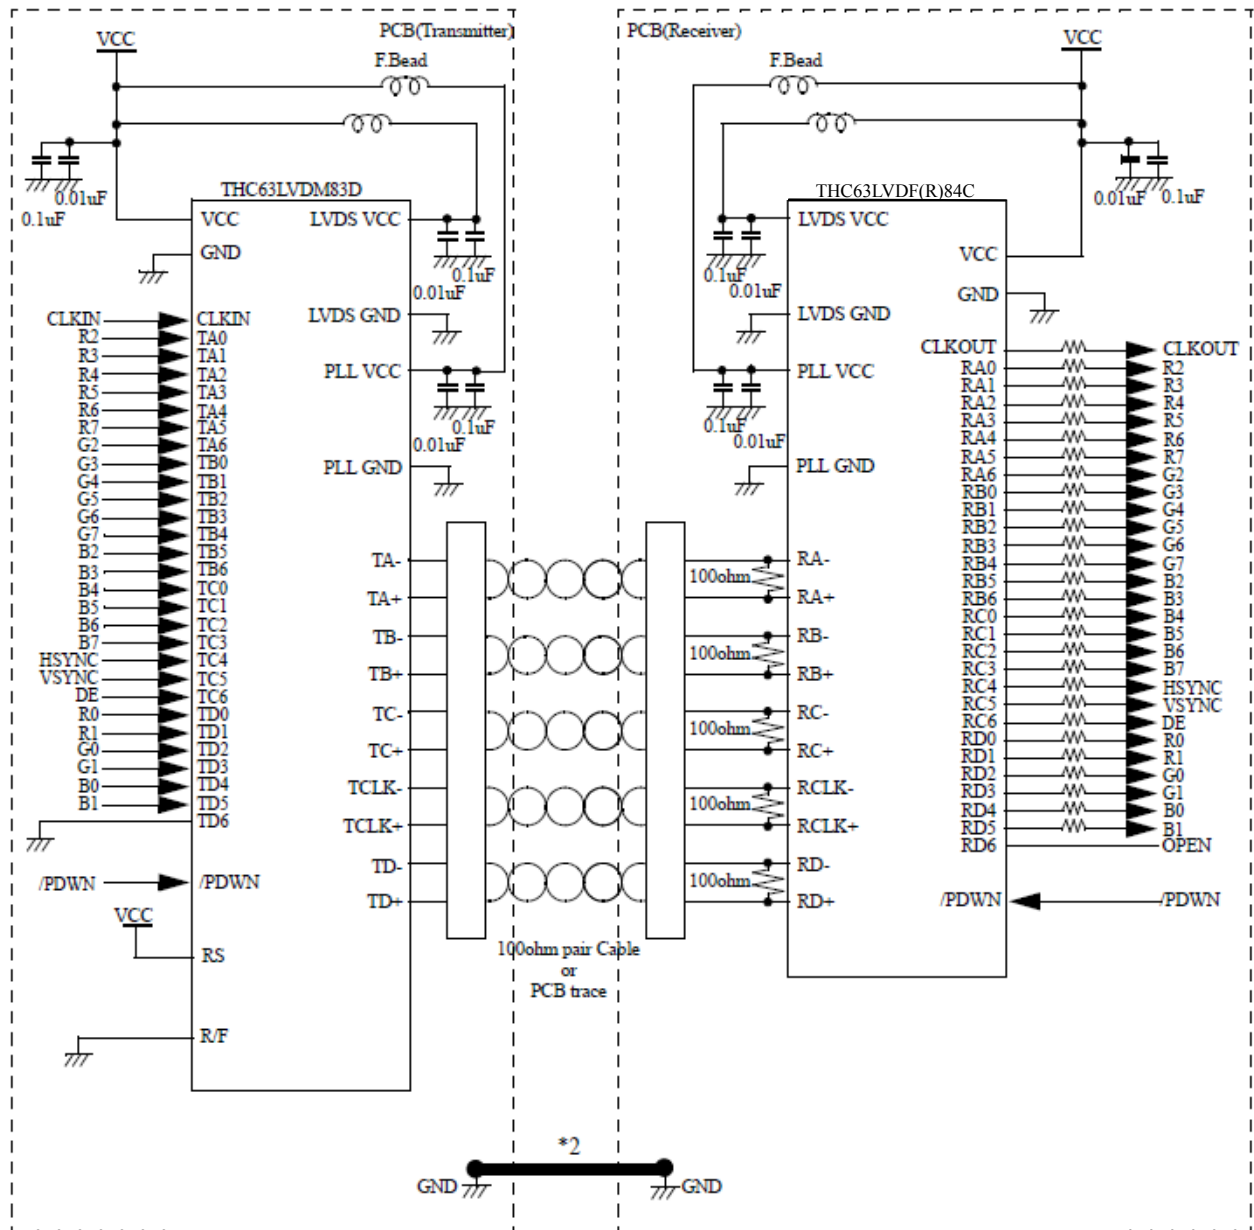 PCB(Transmitter)
PCB(Receiver)
VCC
F.Bead
F.Bead
VCC
0.01uF
0.1uF
0.01uF
0.1uF
THC63LVDM83D
VCC
LVDS VCC
GND
0.1uF
0.01uF
LVDS GND
CLKIN
CLKIN
R2
TA0
R3
TA1
R4
TA2
R5
TA3
R6
TA4
R7
TA5
G2
TA6
G3
TB0
G4
TB1
G5
TB2
G6
TB3
G7
TB4
B2
TB5
B3
TB6
B4
TC0
B5
TC1
B6
TC2
B7
TC3
HSYNC
TC4
VSYNC
TC5
DE
TC6
R0
TD0
R1
TD1
G0
TD2
G1
TD3
B0
TD4
B1
TD5
TD6
/PDWN
/PDWN
VCC
RS
R/F
PLL VCC
0.1uF
0.01uF
PLL GND
TA-
TA+
TB-
TB+
TC-
TC+
TCLK-
TCLK+
TD-
TD+
100ohm pair Cable
or
PCB trace
THC63LVDF(R)84C
LVDS VCC
VCC
0.1uF
0.01uF
GND
LVDS GND
PLL VCC
0.1uF
0.01uF
PLL GND
100ohm
RA-
RA+
100ohm
RB-
RB+
100ohm
RC-
RC+
100ohm
RCLK-
RCLK+
100ohm
RD-
RD+
CLKOUT
CLKOUT
RA0
R2
RA1
R3
RA2
R4
RA3
R5
RA4
R6
RA5
R7
RA6
G2
RB0
G3
RB1
G4
RB2
G5
RB3
G6
RB4
G7
RB5
B2
RB6
B3
RC0
B4
RC1
B5
RC2
B6
RC3
B7
RC4
HSYNC
RC5
VSYNC
RC6
DE
RD0
R0
RD1
R1
RD2
G0
RD3
G1
RD4
B0
RD5
B1
RD6
OPEN
/PDWN
/PDWN
*2
GND
GND